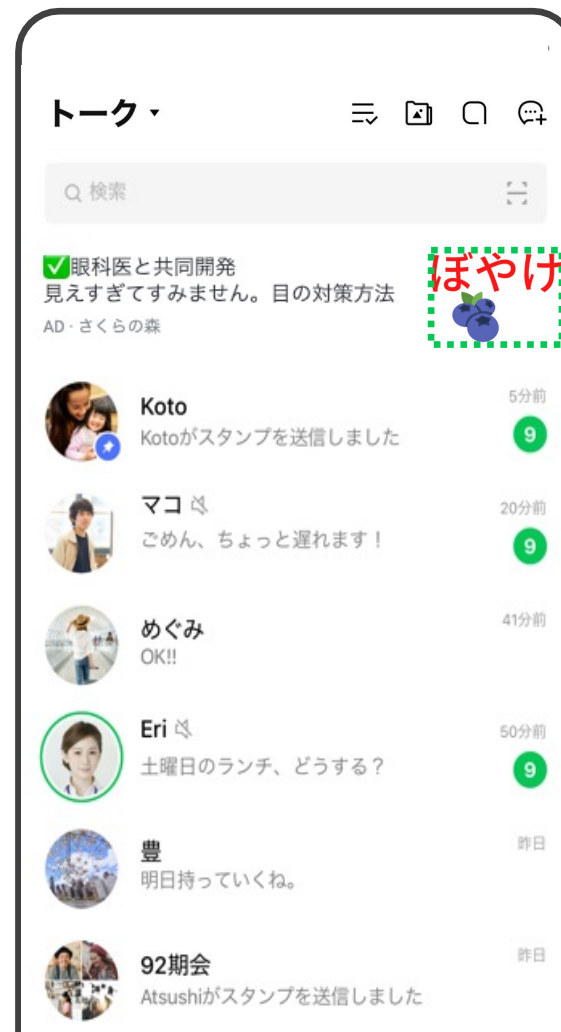 トーク
検索
✅眼科医と共同開発
見えすぎてすみません。目の対策方法
AD・さくらの森
ぼやけ
Koto
5分前
Kotoがスタンプを送信しました
9
マコ
20分前
ごめん、ちょっと遅れます！
9
めぐみ
41分前
OK!!
Eri
50分前
土曜日のランチ、どうする？
9
豊
昨日
明日持っていくね。
92期会
昨日
Atsushiがスタンプを送信しました